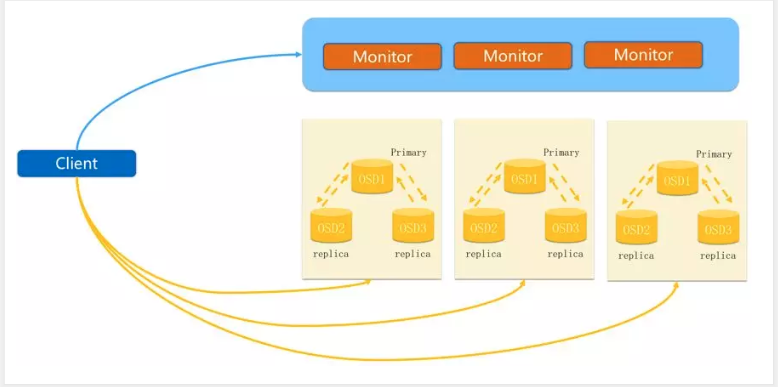 Monitor Monitor Monitor
Client
Primary
OSD1
OSD2 OSD3
replica replica
Primary
OSD1
OSD2 OSD3
replica replica
Primary
OSD1
OSD2 OSD3
replica replica